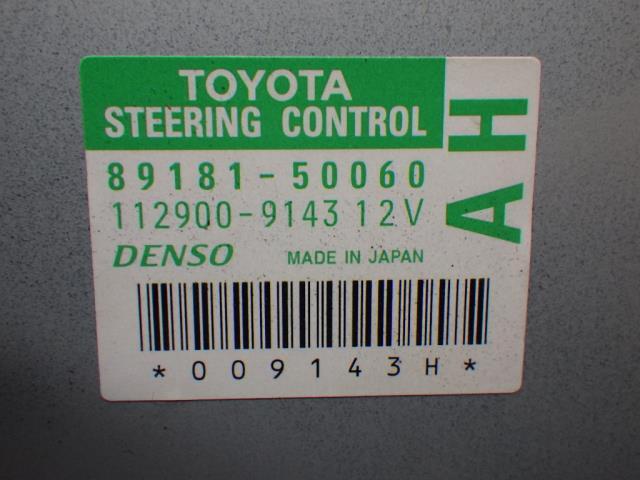 TOYOTA
STEERING CONTROL
89181-50060
112900-9143 12V
DENSO MADE IN JAPAN
*009143H*
AH